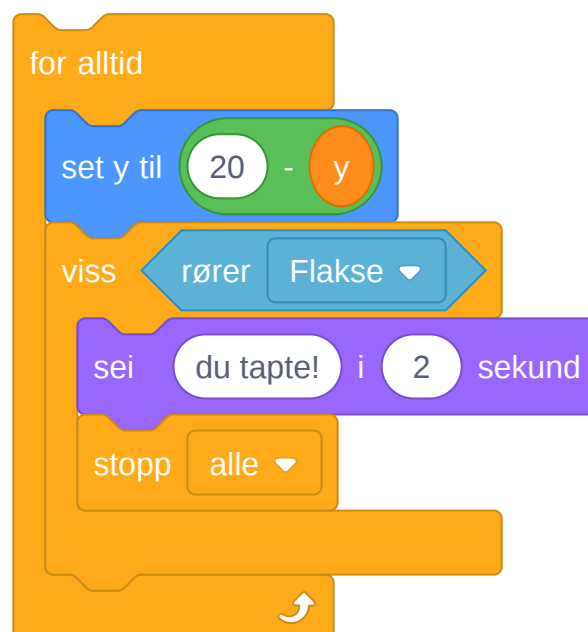 for alltid
set y til 20 - y
viss rører Flakse
sei du tapte! i 2 sekund
stopp alle